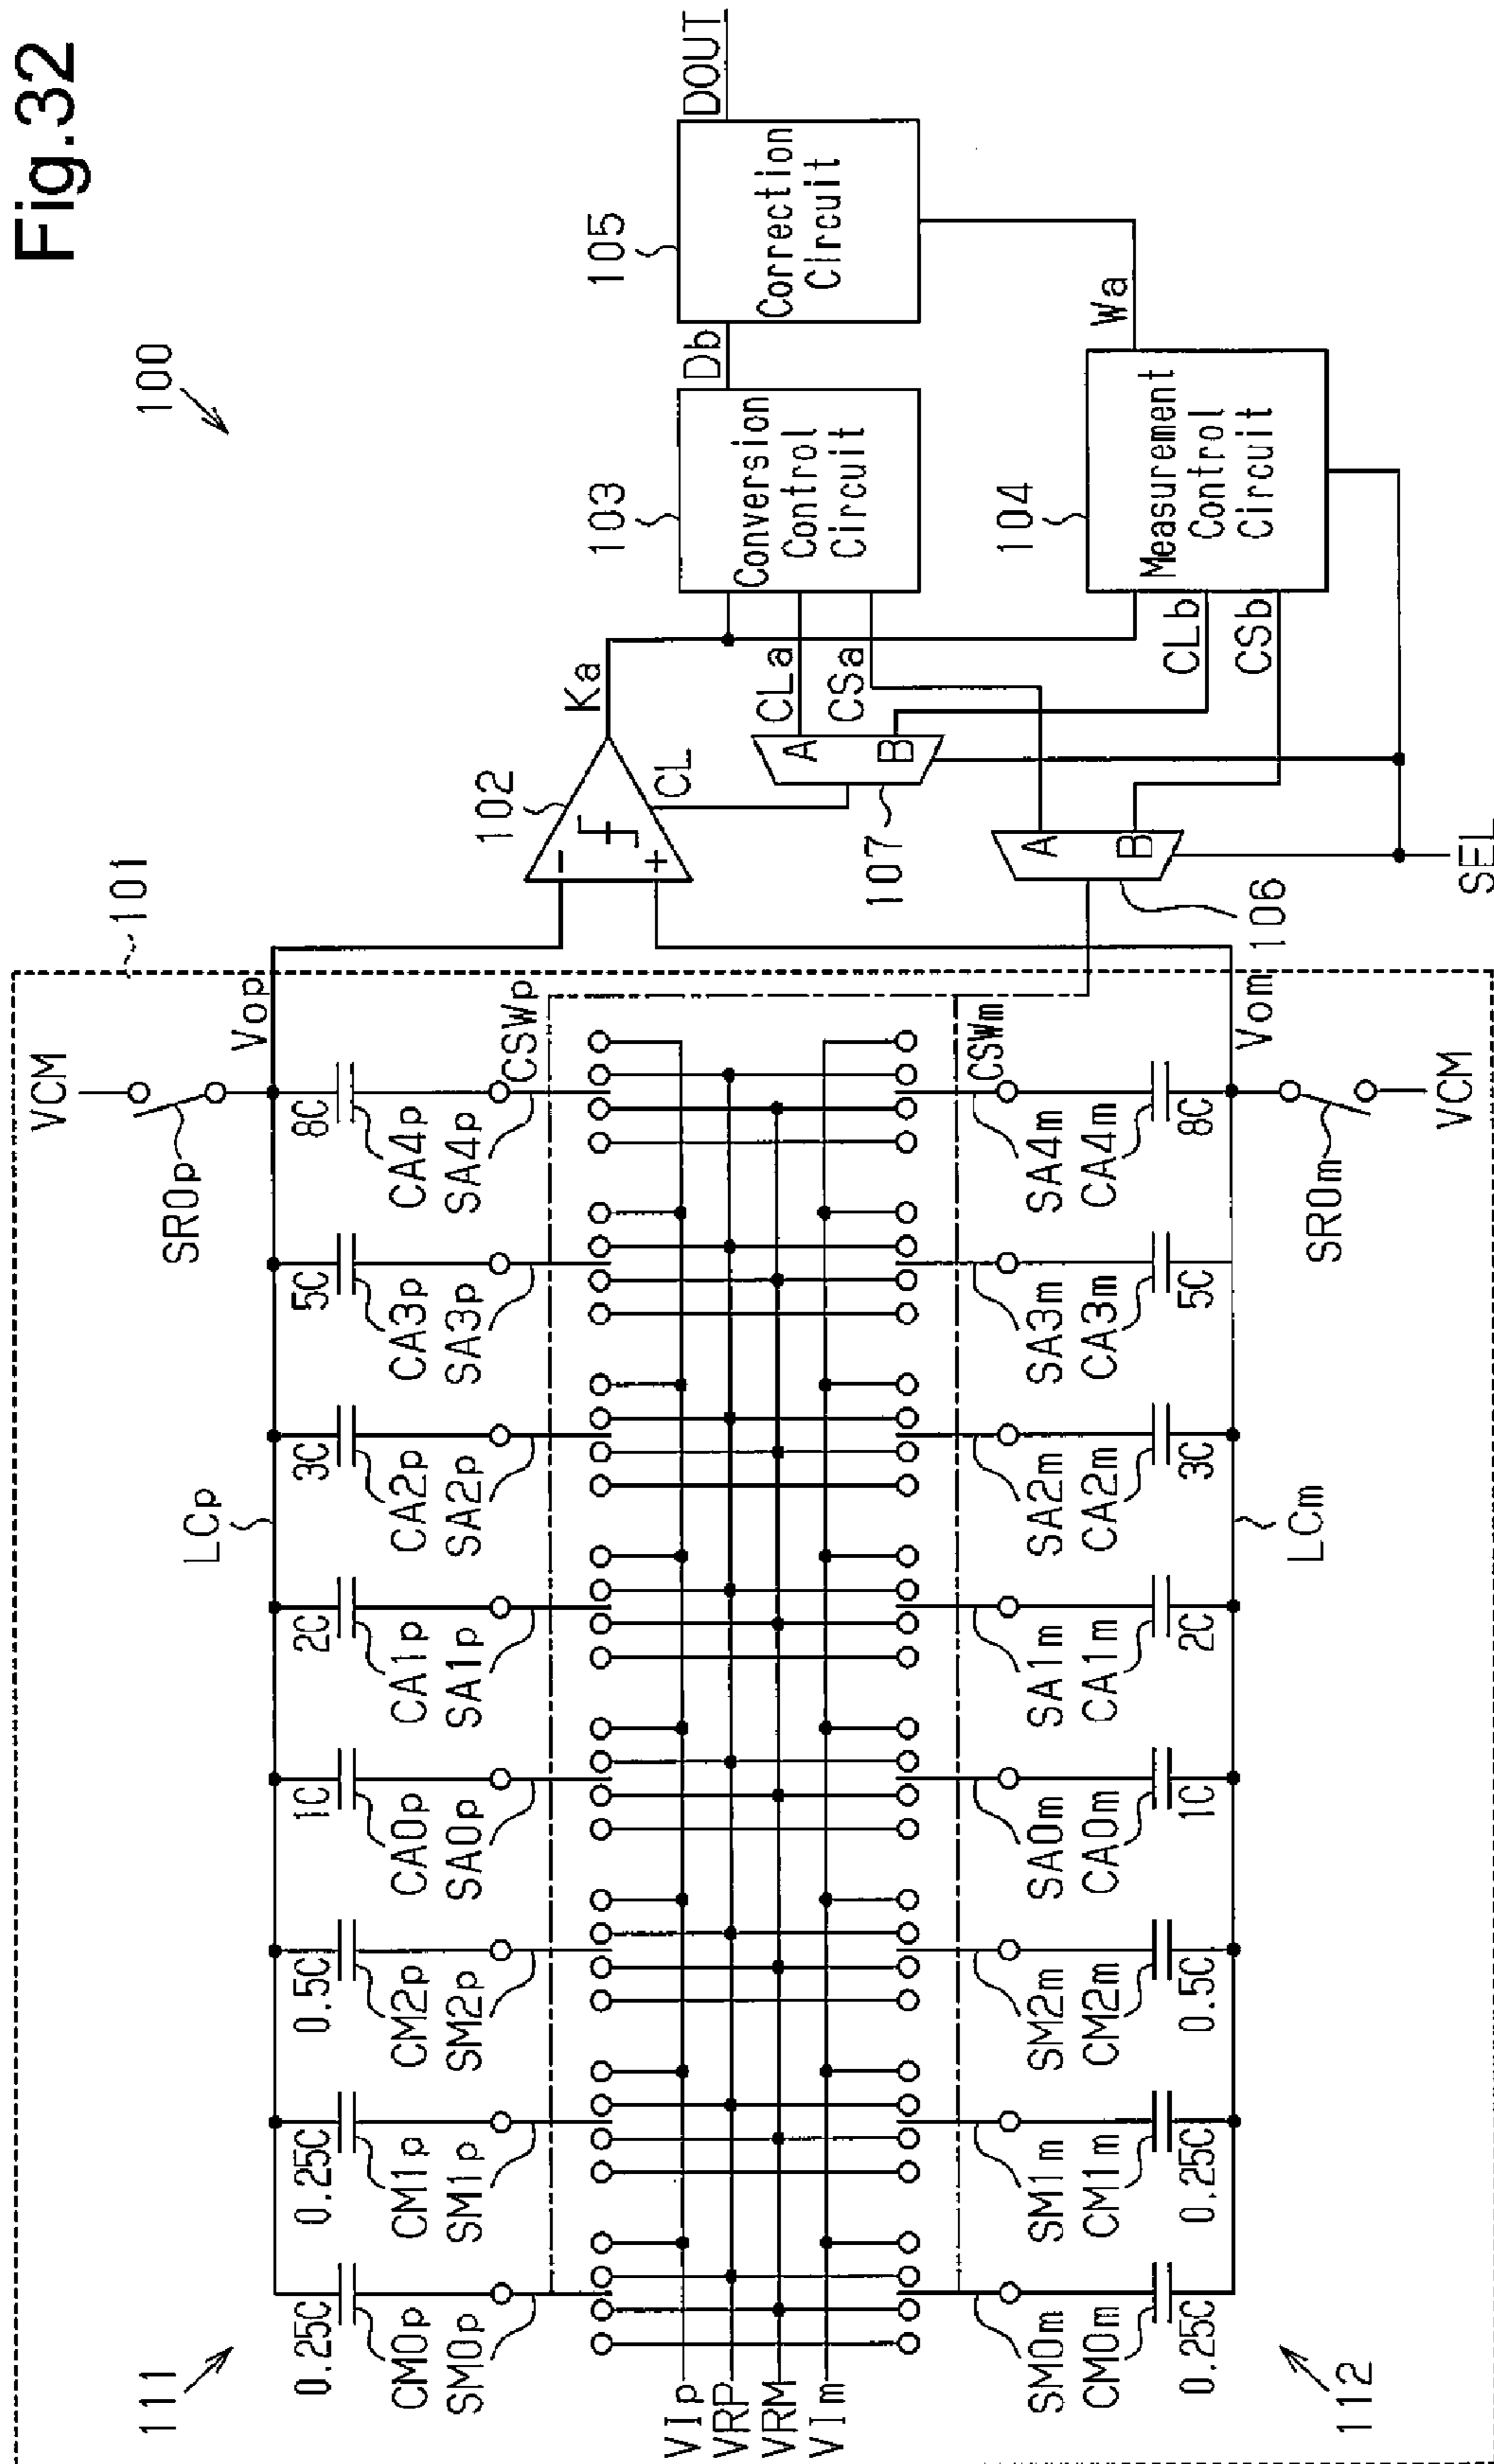 Fig.32
100
101
111
112
VCM
SR0p
Vop
LCp
0.25C
0.25C
0.5C
1C
2C
3C
5C
8C
CM0p
CM1p
CM2p
CA0p
CA1p
CA2p
CA3p
CA4p
SM0p
SM1p
SM2p
SA0p
SA1p
SA2p
SA3p
SA4p
CSWp
VIp
VRP
VRM
VIm
CSWm
SM0m
SM1m
SM2m
SA0m
SA1m
SA2m
SA3m
SA4m
CM0m
CM1m
CM2m
CA0m
CA1m
CA2m
CA3m
CA4m
0.25C
0.25C
0.5C
1C
2C
3C
5C
8C
LCm
Vom
SR0m
VCM
102
-
+
Ka
CL
107
A
B
106
A
B
SEL
CLa
CSa
103
Conversion
Control
Circuit
Db
105
Correction
CIrcuit
DOUT
CLb
CSb
104
Measurement
Control
Circuit
Wa